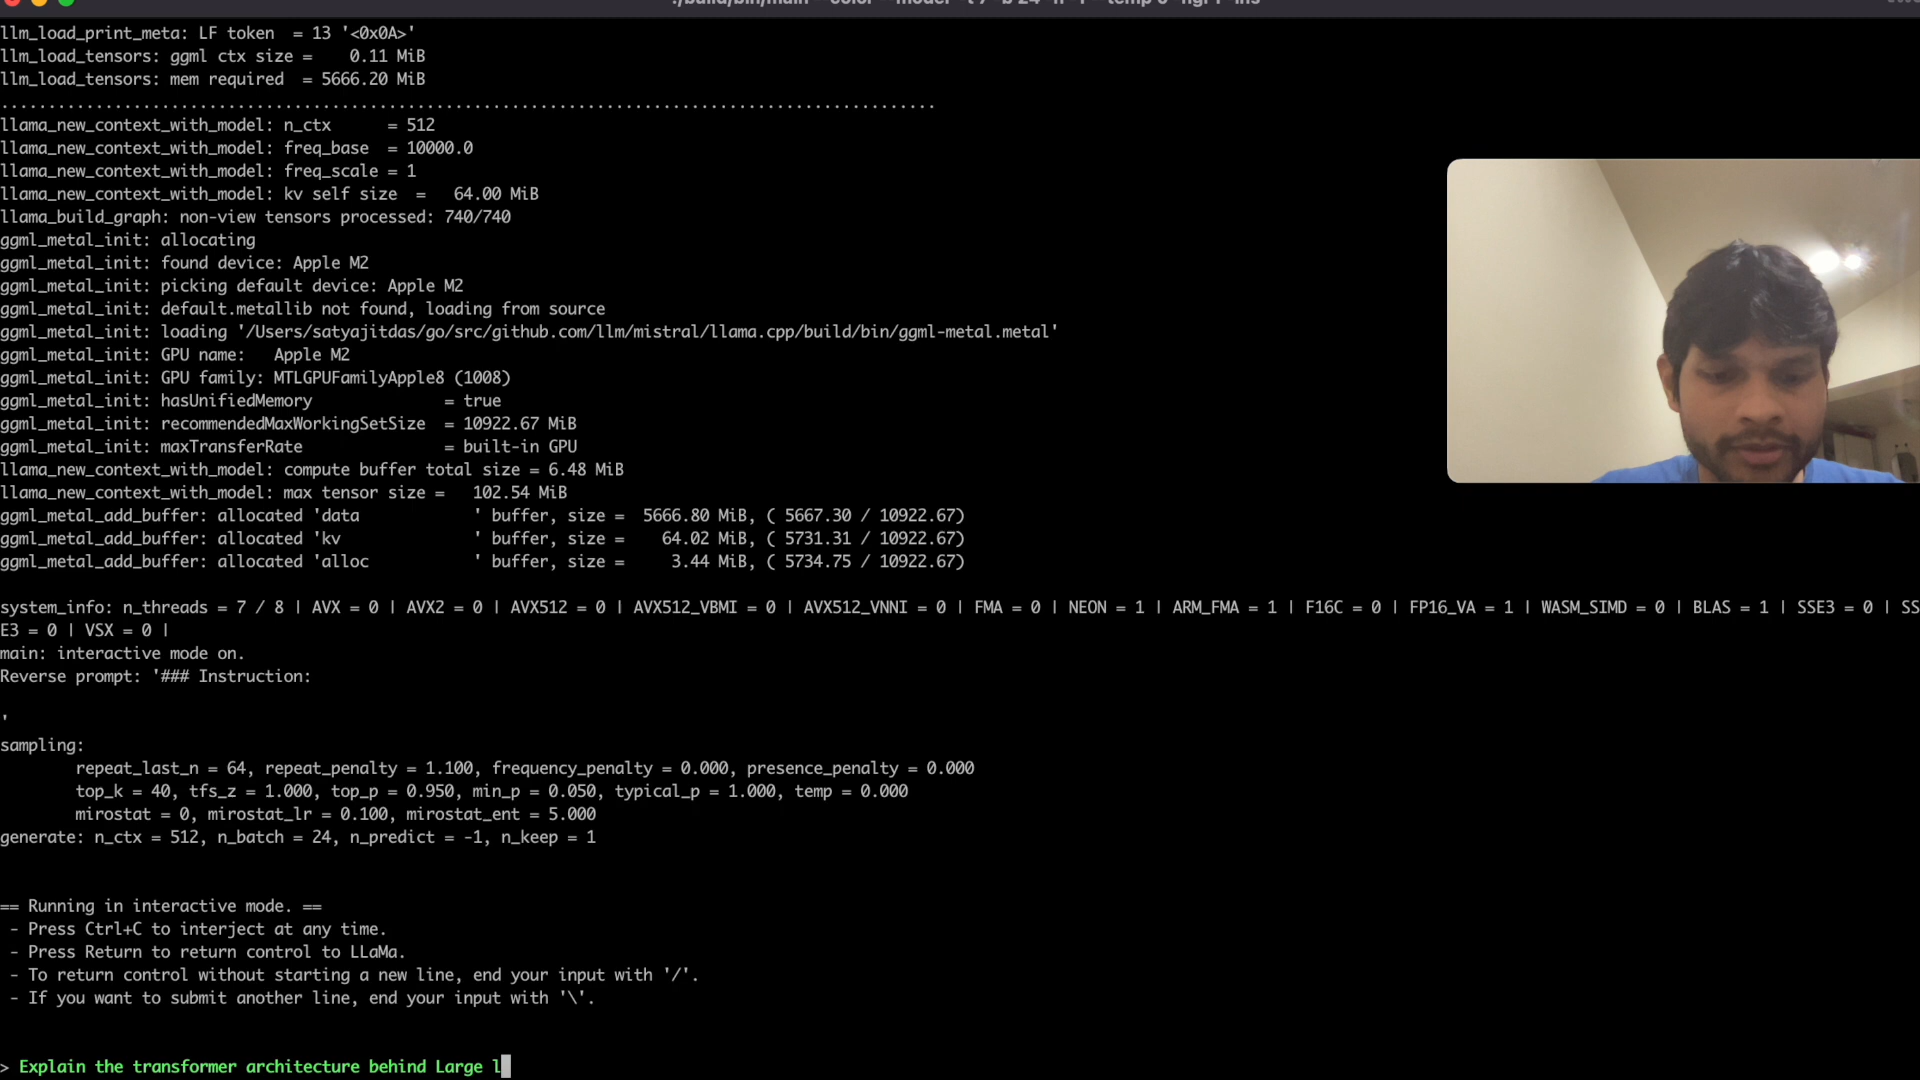 ./build/bin/main --color --model -t 7 -b 24 -n -1 --temp 0 -ngl 1 -ins
llm_load_print_meta: LF token  = 13 '<0x0A>'
llm_load_tensors: ggml ctx size =    0.11 MiB
llm_load_tensors: mem required  = 5666.20 MiB
...................................................................................................
llama_new_context_with_model: n_ctx      = 512
llama_new_context_with_model: freq_base  = 10000.0
llama_new_context_with_model: freq_scale = 1
llama_new_context_with_model: kv self size  =   64.00 MiB
llama_build_graph: non-view tensors processed: 740/740
ggml_metal_init: allocating
ggml_metal_init: found device: Apple M2
ggml_metal_init: picking default device: Apple M2
ggml_metal_init: default.metallib not found, loading from source
ggml_metal_init: loading '/Users/satyajitdas/go/src/github.com/llm/mistral/llama.cpp/build/bin/ggml-metal.metal'
ggml_metal_init: GPU name:   Apple M2
ggml_metal_init: GPU family: MTLGPUFamilyApple8 (1008)
ggml_metal_init: hasUnifiedMemory              = true
ggml_metal_init: recommendedMaxWorkingSetSize  = 10922.67 MiB
ggml_metal_init: maxTransferRate               = built-in GPU
llama_new_context_with_model: compute buffer total size = 6.48 MiB
llama_new_context_with_model: max tensor size =   102.54 MiB
ggml_metal_add_buffer: allocated 'data            ' buffer, size =  5666.80 MiB, ( 5667.30 / 10922.67)
ggml_metal_add_buffer: allocated 'kv              ' buffer, size =    64.02 MiB, ( 5731.31 / 10922.67)
ggml_metal_add_buffer: allocated 'alloc           ' buffer, size =     3.44 MiB, ( 5734.75 / 10922.67)
system_info: n_threads = 7 / 8 | AVX = 0 | AVX2 = 0 | AVX512 = 0 | AVX512_VBMI = 0 | AVX512_VNNI = 0 | FMA = 0 | NEON = 1 | ARM_FMA = 1 | F16C = 0 | FP16_VA = 1 | WASM_SIMD = 0 | BLAS = 1 | SSE3 = 0 | SS
E3 = 0 | VSX = 0 |
main: interactive mode on.
Reverse prompt: '### Instruction:
'
sampling:
        repeat_last_n = 64, repeat_penalty = 1.100, frequency_penalty = 0.000, presence_penalty = 0.000
        top_k = 40, tfs_z = 1.000, top_p = 0.950, min_p = 0.050, typical_p = 1.000, temp = 0.000
        mirostat = 0, mirostat_lr = 0.100, mirostat_ent = 5.000
generate: n_ctx = 512, n_batch = 24, n_predict = -1, n_keep = 1
== Running in interactive mode. ==
 - Press Ctrl+C to interject at any time.
 - Press Return to return control to LLaMa.
 - To return control without starting a new line, end your input with '/'.
 - If you want to submit another line, end your input with '\'.
> Explain the transformer architecture behind Large l